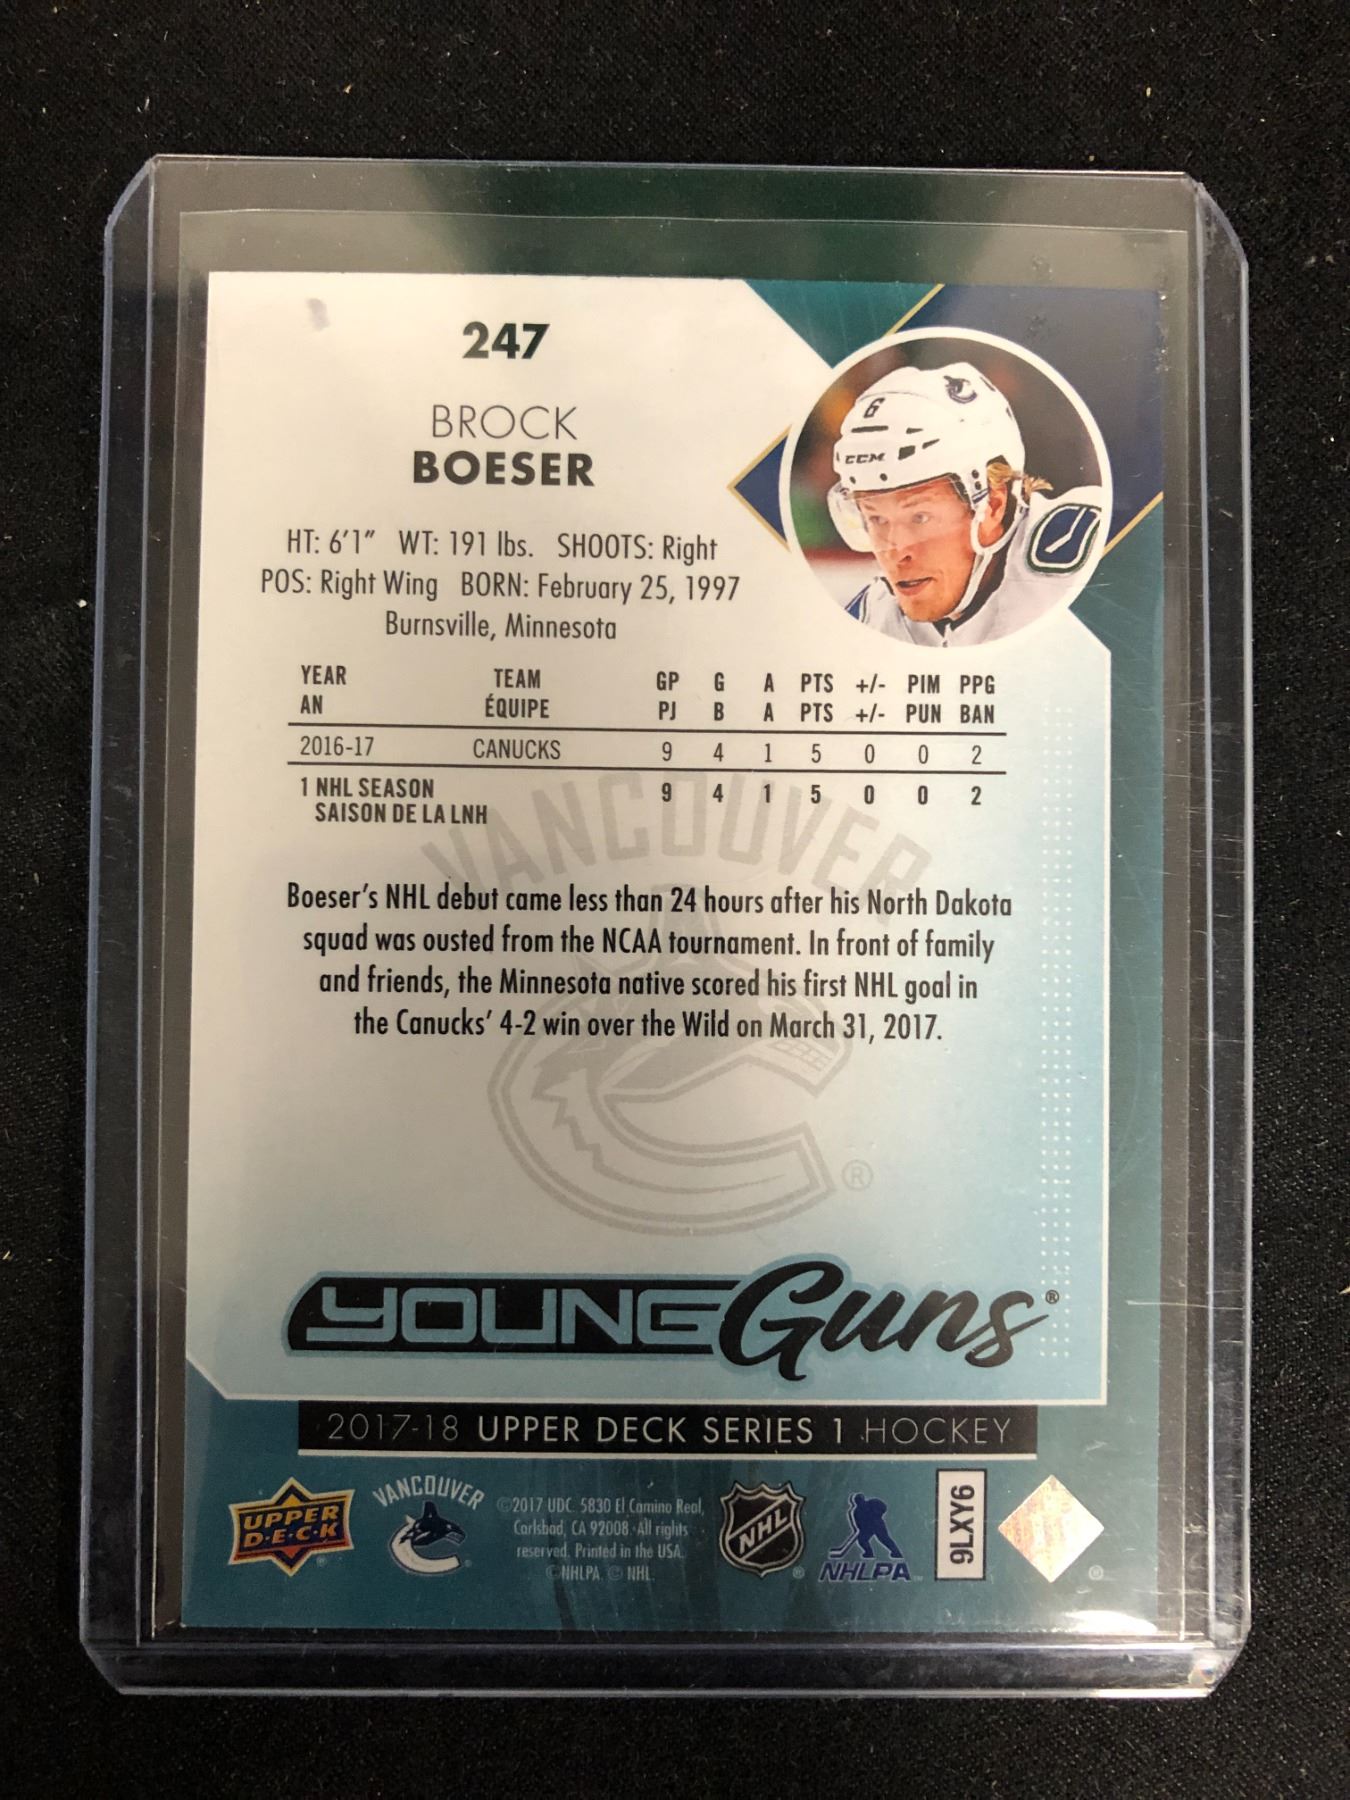 247
BROCK
BOESER
6
CCM
HT: 6'1" WT: 191 lbs. SHOOTS: Right
POS: Right Wing BORN: February 25, 1997
Burnsville, Minnesota
YEAR TEAM GP G A PTS +/- PIM PPG
AN ÉQUIPE PJ B A PTS +/- PUN BAN
2016-17 CANUCKS 9 4 1 5 0 0 2
1 NHL SEASON 9 4 1 5 0 0 2
SAISON DE LA LNH
VANCOUVER
Boeser's NHL debut came less than 24 hours after his North Dakota
squad was ousted from the NCAA tournament. In front of family
and friends, the Minnesota native scored his first NHL goal in
the Canucks' 4-2 win over the Wild on March 31, 2017.
®
YOUNG Guns®
2017-18 UPPER DECK SERIES 1 HOCKEY
UPPER
D·E·C·K
®
VANCOUVER
®
©2017 UDC. 5830 El Camino Real,
Carlsbad, CA 92008. All rights
reserved. Printed in the USA.
©NHLPA. © NHL.
NHL
®
NHLPA
9LXY6
®